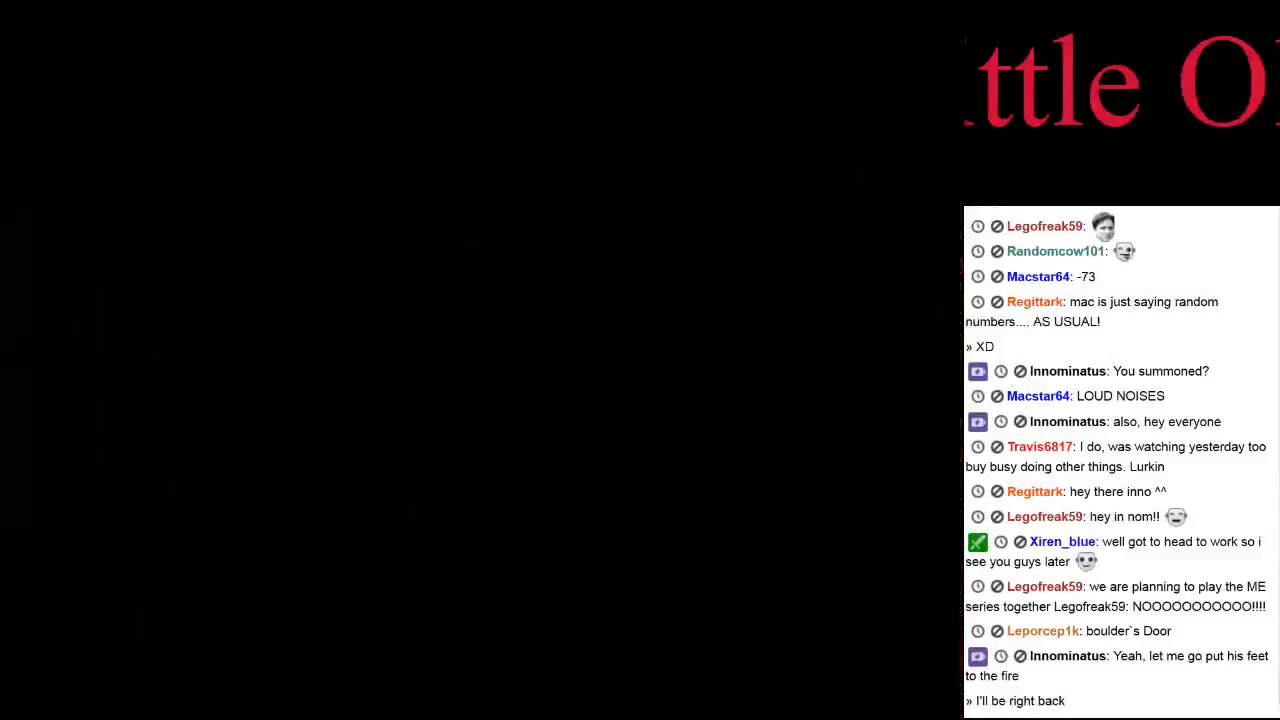 ttle O
Legofreak59:
Randomcow101:
Macstar64: -73
Regittark: mac is just saying random
numbers.... AS USUAL!
» XD
Innominatus: You summoned?
Macstar64: LOUD NOISES
Innominatus: also, hey everyone
Travis6817: I do, was watching yesterday too
buy busy doing other things. Lurkin
Regittark: hey there inno ^^
Legofreak59: hey in nom!!
Xiren_blue: well got to head to work so i
see you guys later
Legofreak59: we are planning to play the ME
series together Legofreak59: NOOOOOOOOOOO!!!!
Leporcep1k: boulder`s Door
Innominatus: Yeah, let me go put his feet
to the fire
» I'll be right back